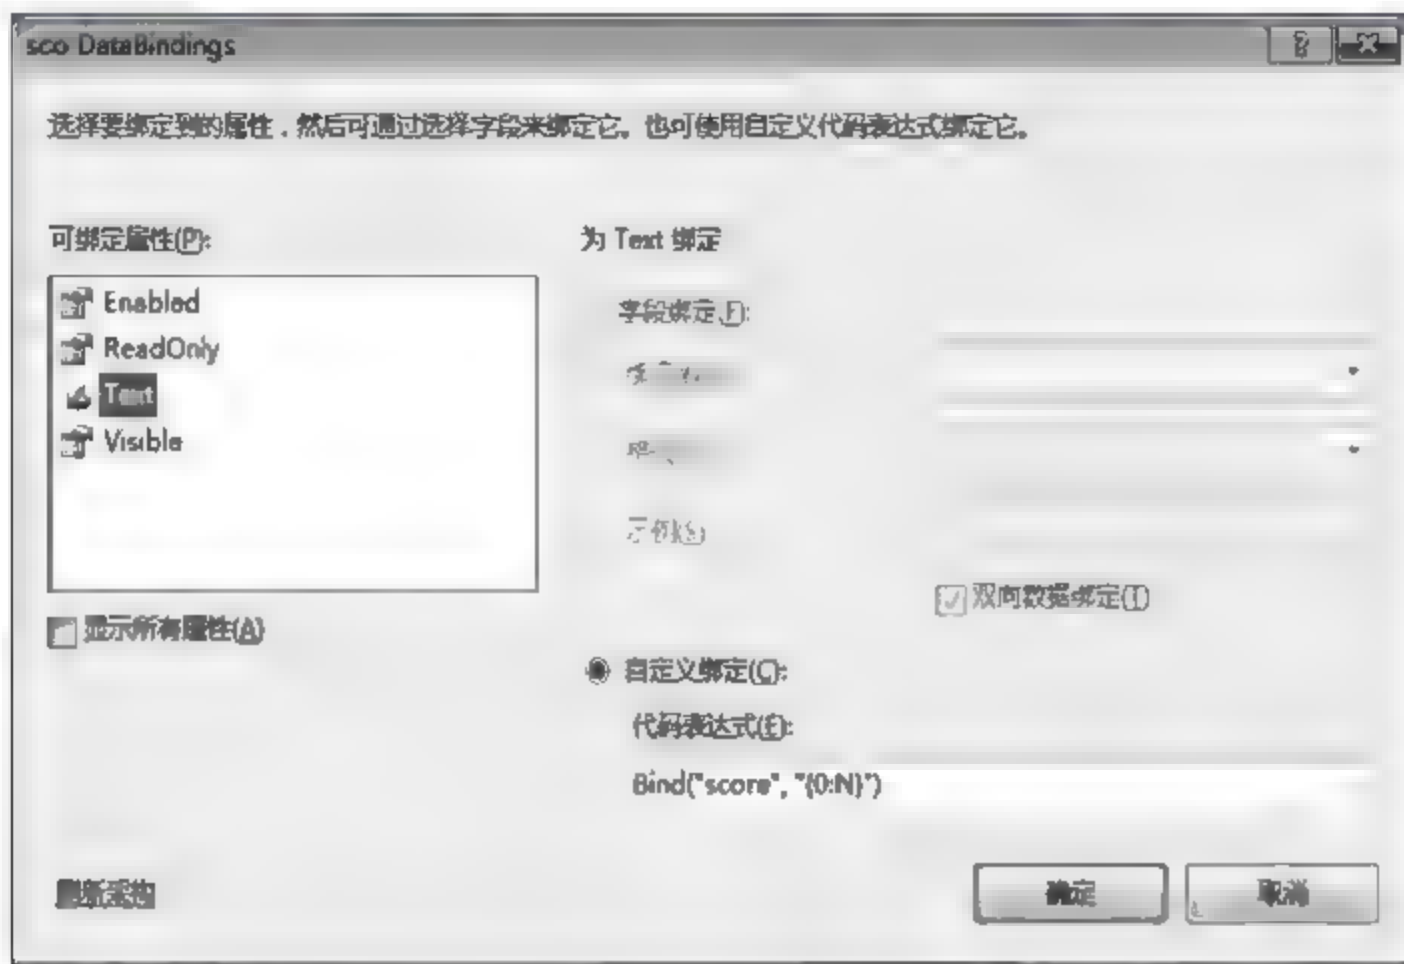 sco DataBindings
选择要绑定到的属性，然后可通过选择字段来绑定它。也可使用自定义代码表达式绑定它。
可绑定属性(P):
Enabled
ReadOnly
Text
Visible
显示所有属性(A)
为 Text 绑定
字段绑定(F):
示例(S)
双向数据绑定(T)
自定义绑定(C):
代码表达式(E):
Bind("score", "{0:N}")
刷新架构
确定
取消